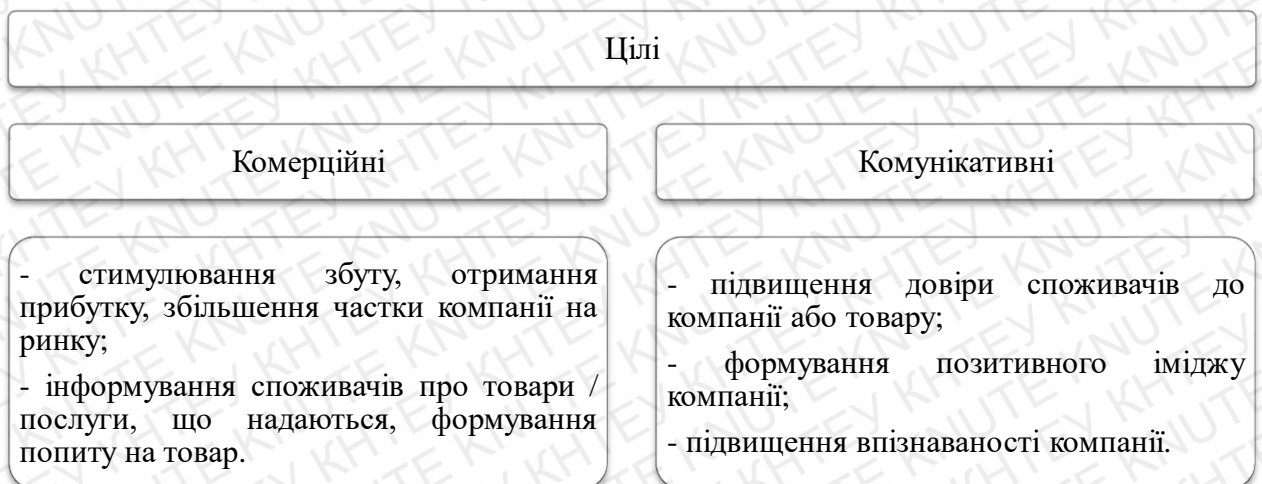 Цілі
Комерційні
Комунікативні
- стимулювання збуту, отримання
прибутку, збільшення частки компанії на
ринку;
- інформування споживачів про товари /
послуги, що надаються, формування
попиту на товар.
- підвищення довіри споживачів до
компанії або товару;
- формування позитивного іміджу
компанії;
- підвищення впізнаваності компанії.